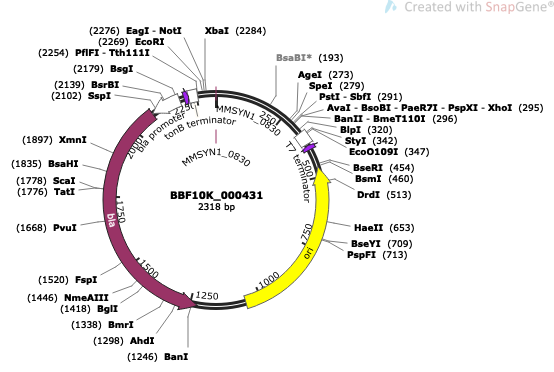 Created with SnapGene®
(2276) EagI - NotI
XbaI (2284)
(2269) EcoRI
(2254) PflFI - Tth111I
(2179) BsgI
(2139) BsrBI
(2102) SspI
BsaBI* (193)
AgeI (273)
SpeI (279)
PstI - SbfI (291)
AvaI - BsoBI - PaeR7I - PspXI - XhoI (295)
BanII - BmeT110I (296)
BlpI (320)
StyI (342)
EcoO109I (347)
BseRI (454)
BsmI (460)
DrdI (513)
HaeII (653)
BseYI (709)
PspFI (713)
(1897) XmnI
(1835) BsaHI
(1778) ScaI
(1776) TatI
(1668) PvuI
(1520) FspI
(1446) NmeAIII
(1418) BglI
(1338) BmrI
(1298) AhdI
(1246) BanI
bla promoter
tonB terminator
MMSYN1_0830
MMSYN1_0830
T7 terminator
BBF10K_000431
2318 bp
bla
ori
250
500
750
1000
1250
1500
1750
2000